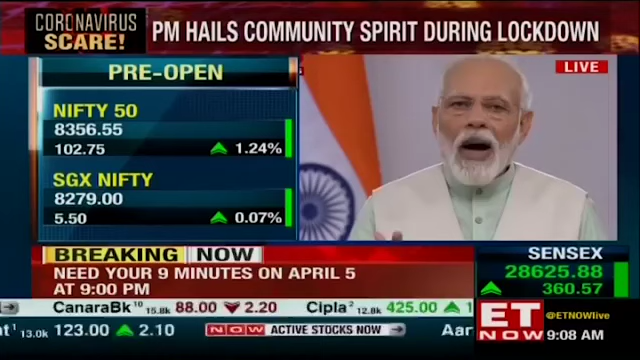 CORONAVIRUS
SCARE!
PM HAILS COMMUNITY SPIRIT DURING LOCKDOWN
LIVE
PRE-OPEN
NIFTY 50
8356.55
102.75 1.24%
SGX NIFTY
8279.00
5.50 0.07%
BREAKING NOW
NEED YOUR 9 MINUTES ON APRIL 5
AT 9:00 PM
SENSEX
28625.88
360.57
CanaraBk 15.8k 88.00 2.20 Cipla 12.8k 425.00 1
nt¹ 13.0k 123.00 2.10 NOW ACTIVE STOCKS NOW Aar
ET
NOW
@ETNOWlive
9:08 AM